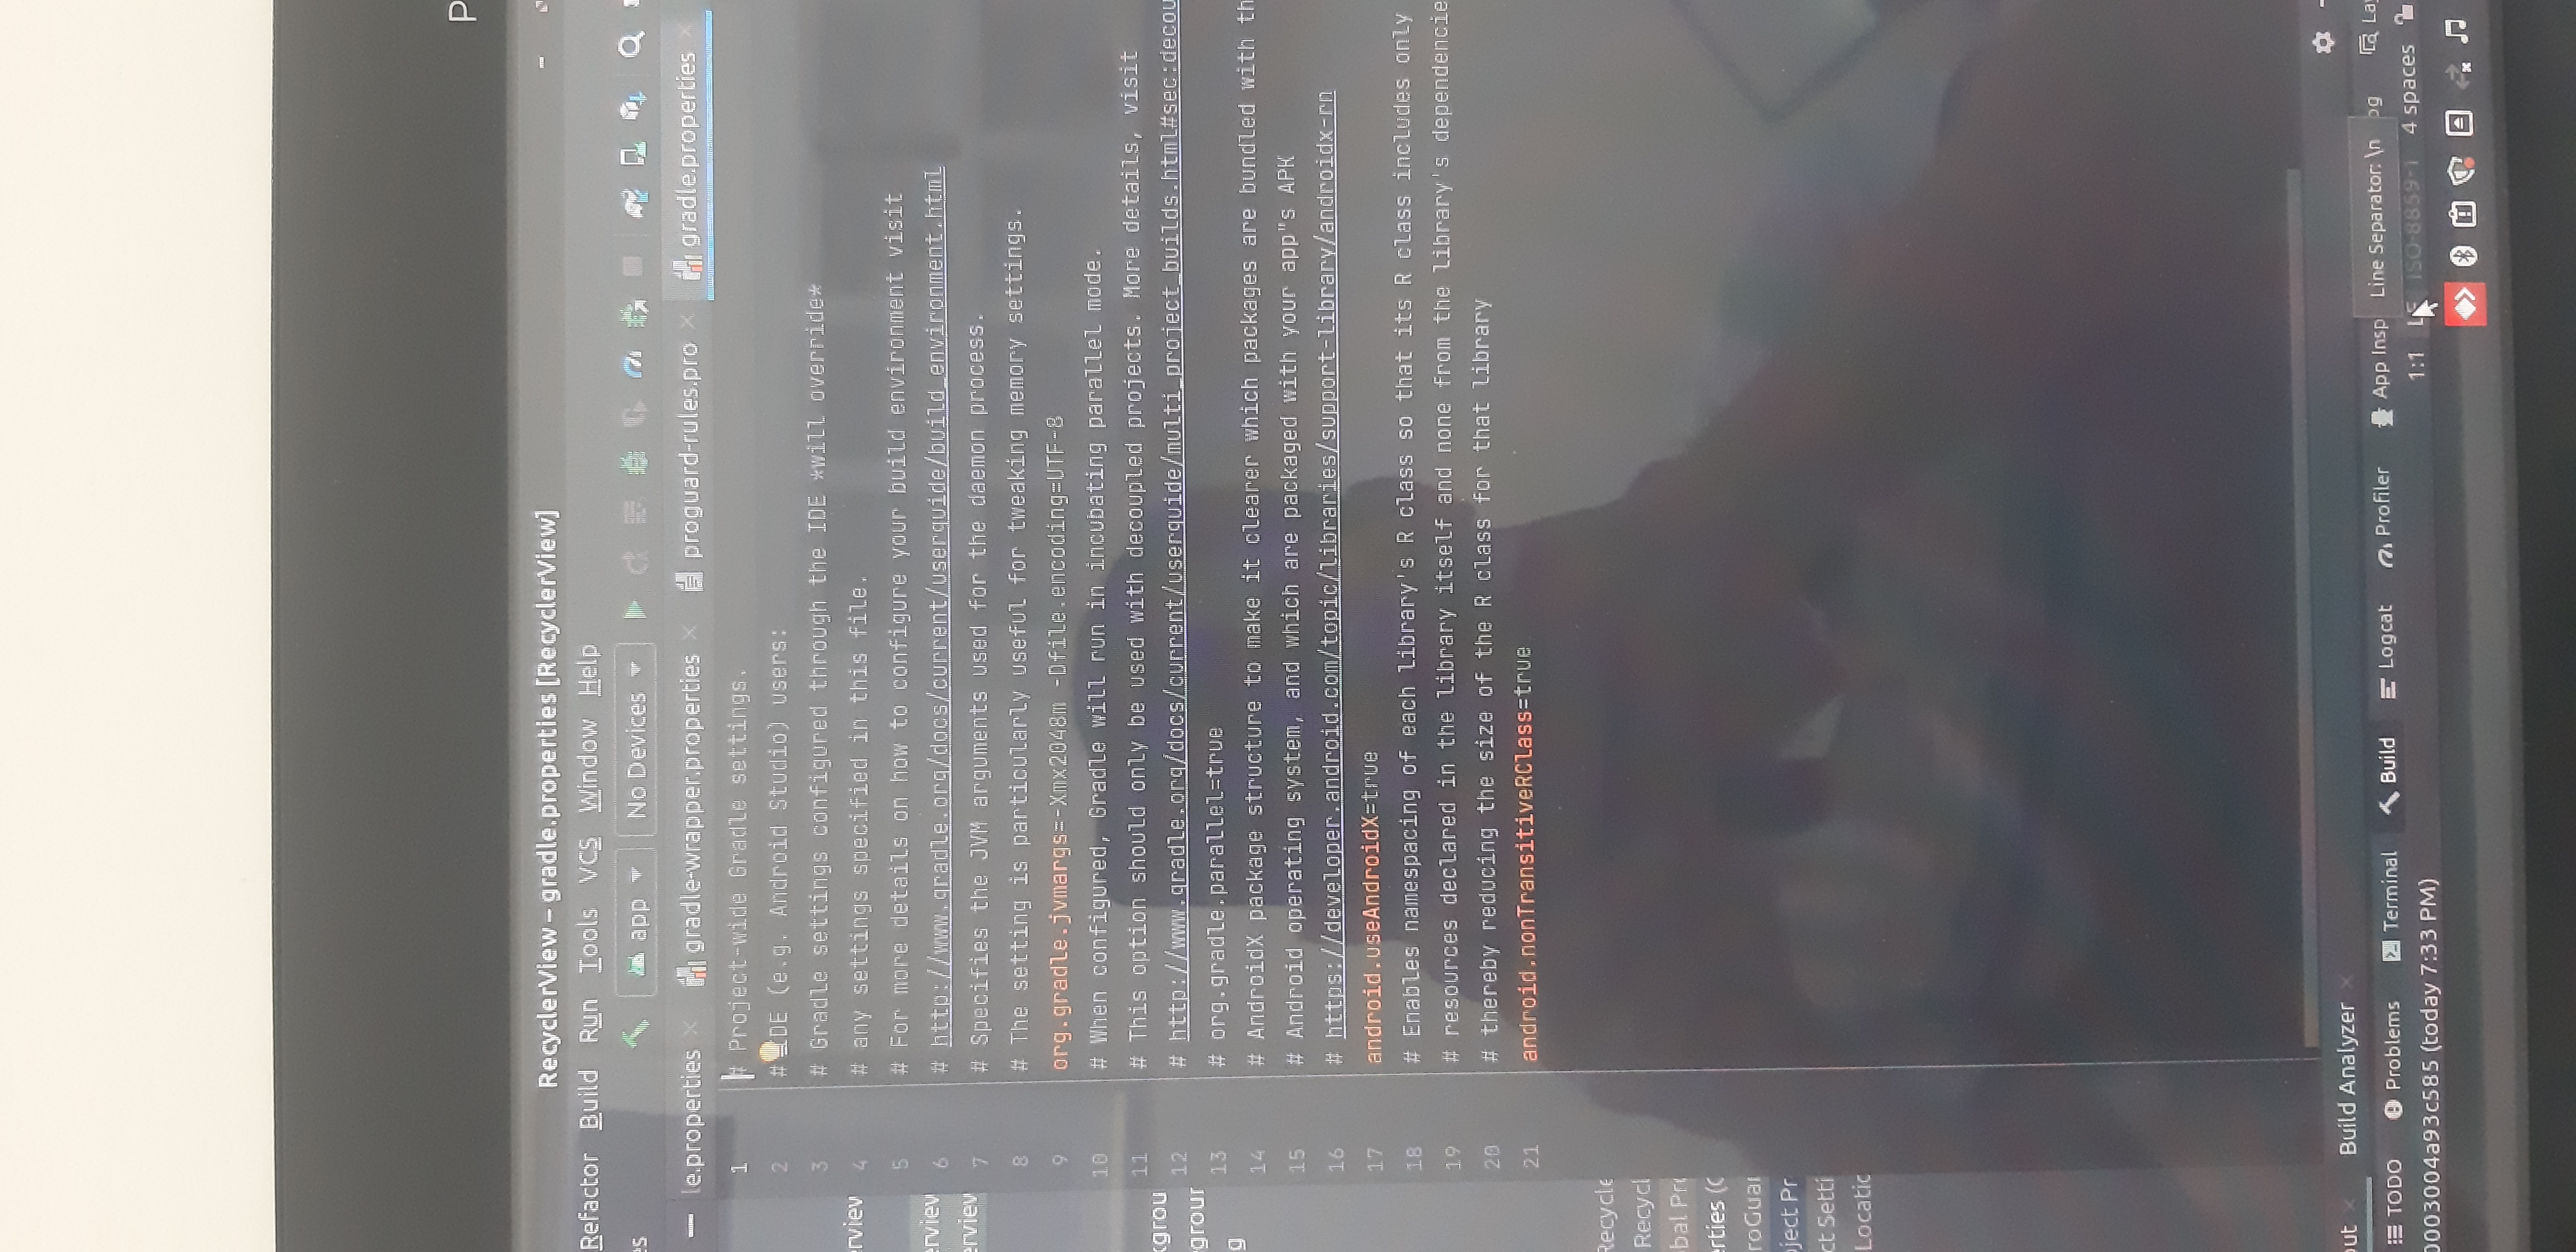 P
RecyclerView – gradle.properties [RecyclerView]
Refactor Build Run Tools VCS Window Help
es app No Devices
le.properties gradle-wrapper.properties proguard-rules.pro gradle.properties
1 # Project-wide Gradle settings.
2 # IDE (e.g. Android Studio) users:
3 # Gradle settings configured through the IDE *will override*
4 # any settings specified in this file.
5 # For more details on how to configure your build environment visit
6 # http://www.gradle.org/docs/current/userguide/build_environment.html
7 # Specifies the JVM arguments used for the daemon process.
8 # The setting is particularly useful for tweaking memory settings.
9 org.gradle.jvmargs=-Xmx2048m -Dfile.encoding=UTF-8
10 # When configured, Gradle will run in incubating parallel mode.
11 # This option should only be used with decoupled projects. More details, visit
12 # http://www.gradle.org/docs/current/userguide/multi_project_builds.html#sec:decou
13 # org.gradle.parallel=true
14 # AndroidX package structure to make it clearer which packages are bundled with th
15 # Android operating system, and which are packaged with your app"s APK
16 # https://developer.android.com/topic/libraries/support-library/androidx-rn
17 android.useAndroidX=true
18 # Enables namespacing of each library's R class so that its R class includes only
19 # resources declared in the library itself and none from the library's dependencie
20 # thereby reducing the size of the R class for that library
21 android.nonTransitiveRClass=true
erview
erview
erview
kgrou
egroun
g
Recycle
Recycl
bal Pro
erties (G
roGuar
oject Pr
ct Setti
Locatio
out Build Analyzer
TODO Problems Terminal Build Logcat Profiler App Insp Line Separator: \n og Lay
0003004a93c585 (today 7:33 PM) 1:1 LF ISO-8859-1 4 spaces